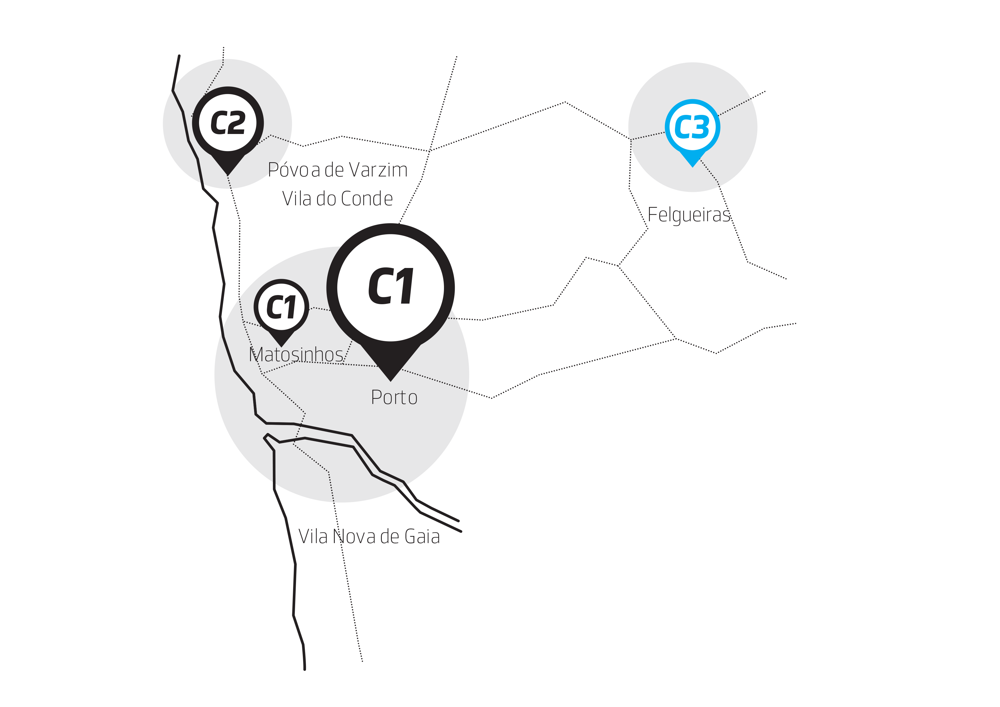 C2
C3
Póvoa de Varzim
Vila do Conde
Felgueiras
C1
C1
Matosinhos
Porto
Vila Nova de Gaia